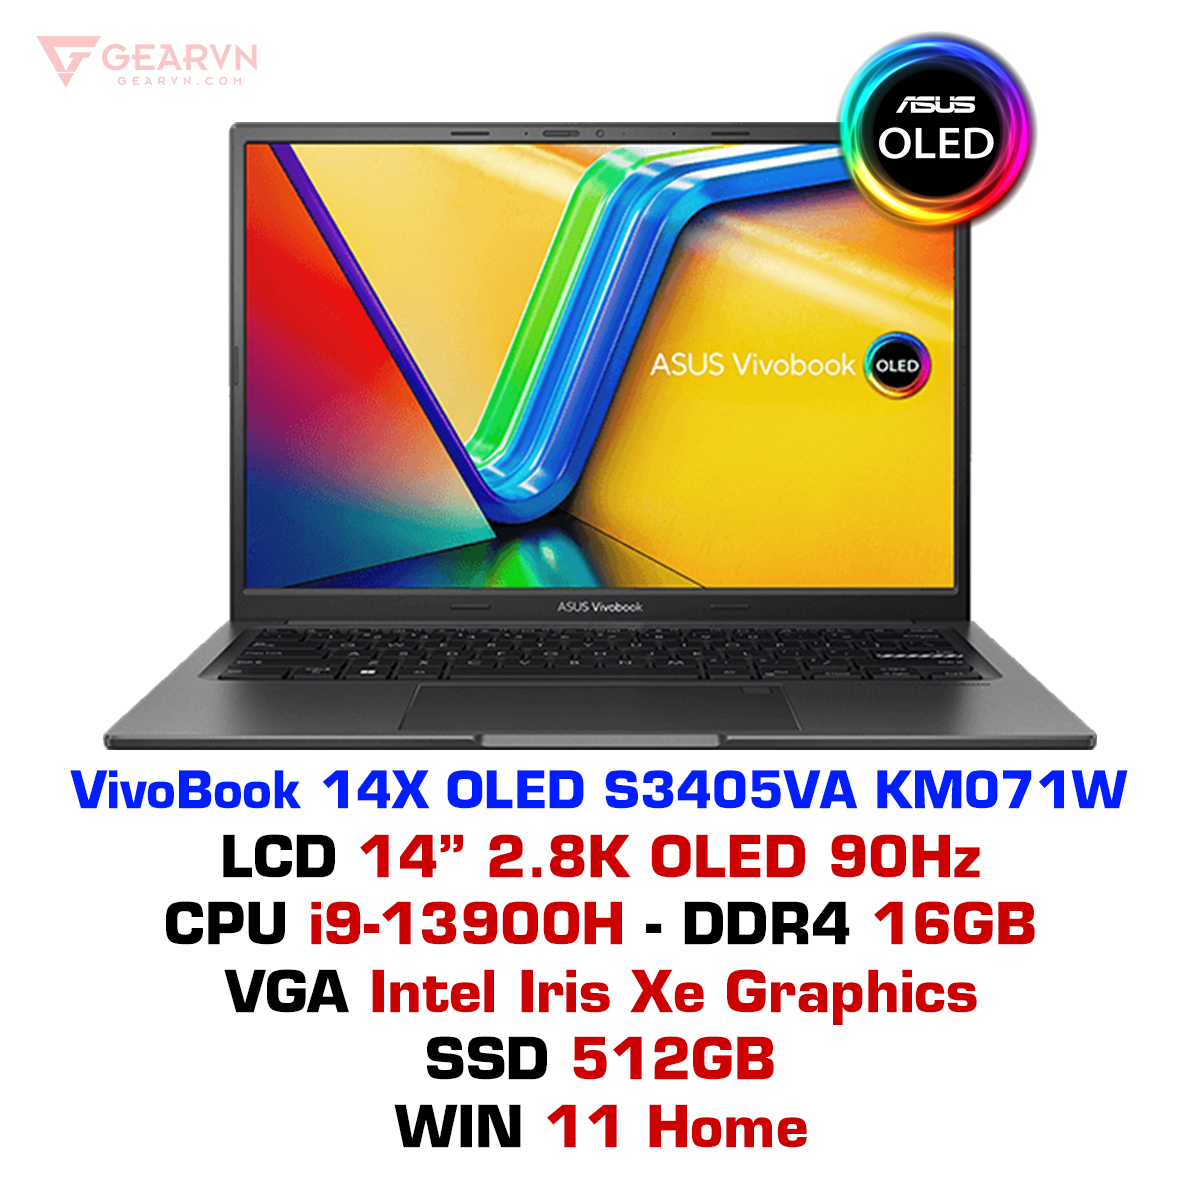 GEARVN
GEARVN.COM
ASUS
OLED
ASUS Vivobook OLED
ASUS Vivobook
VivoBook 14X OLED S3405VA KM071W
LCD 14” 2.8K OLED 90Hz
CPU i9-13900H - DDR4 16GB
VGA Intel Iris Xe Graphics
SSD 512GB
WIN 11 Home